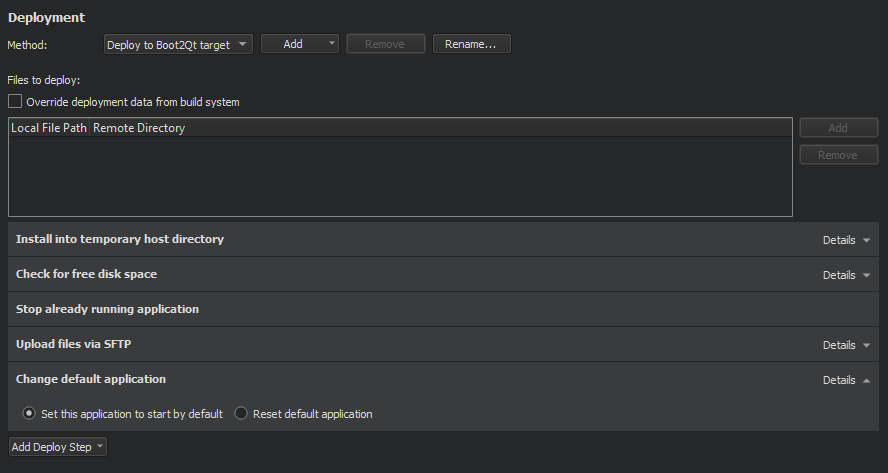 Deployment
Method: Deploy to Boot2Qt target Add Remove Rename...
Files to deploy:
Override deployment data from build system
Local File Path Remote Directory Add
Remove
Install into temporary host directory Details
Check for free disk space Details
Stop already running application
Upload files via SFTP Details
Change default application Details
Set this application to start by default Reset default application
Add Deploy Step